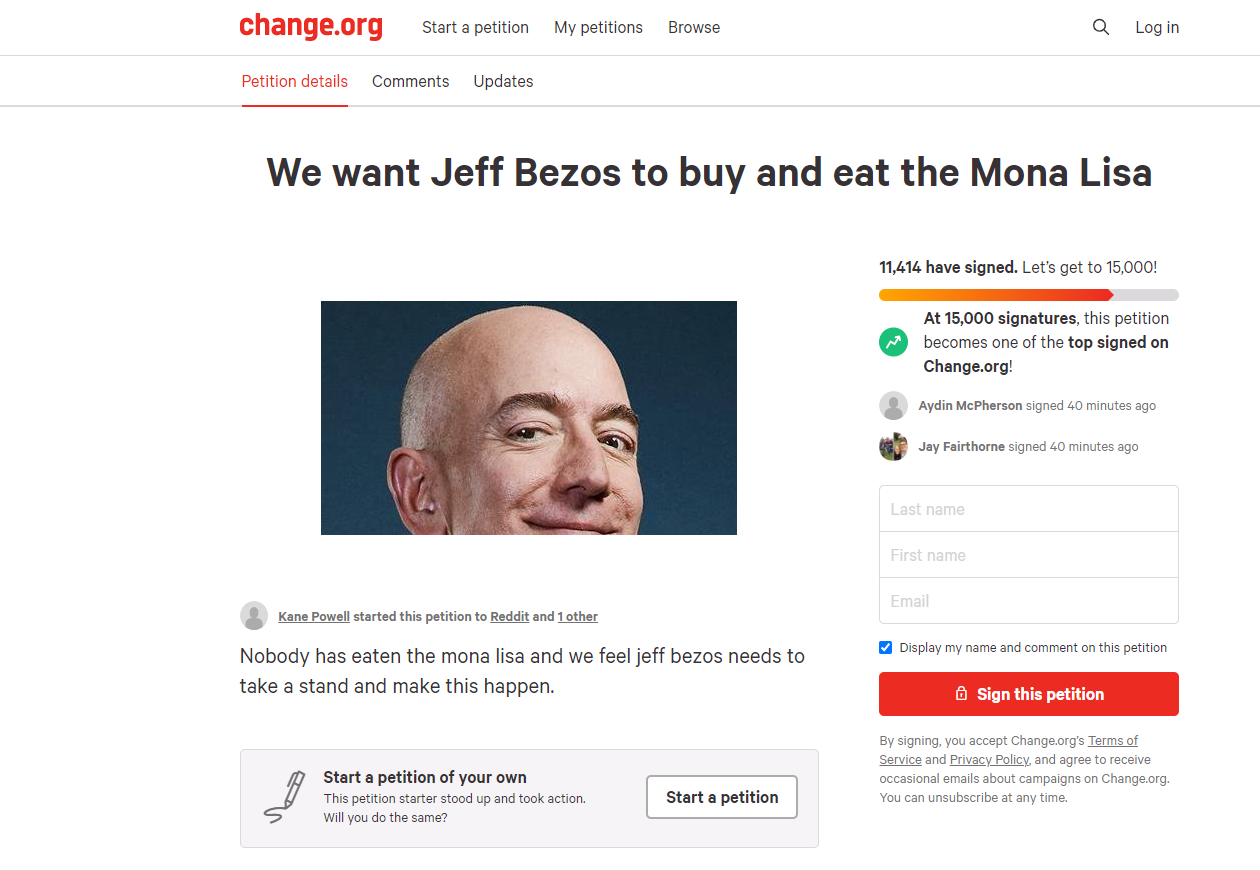 change.org
Start a petition
My petitions
Browse
Log in
Petition details
Comments
Updates
We want Jeff Bezos to buy and eat the Mona Lisa
11,414 have signed. Let's get to 15,000!
At 15,000 signatures, this petition
becomes one of the top signed on
Change.org!
Aydin McPherson signed 40 minutes ago
Jay Fairthorne signed 40 minutes ago
Last name
First name
Email
Display my name and comment on this petition
Sign this petition
By signing, you accept Change.org's Terms of
Service and Privacy Policy, and agree to receive
occasional emails about campaigns on Change.org.
You can unsubscribe at any time.
Kane Powell started this petition to Reddit and 1 other
Nobody has eaten the mona lisa and we feel jeff bezos needs to
take a stand and make this happen.
Start a petition of your own
This petition starter stood up and took action.
Will you do the same?
Start a petition